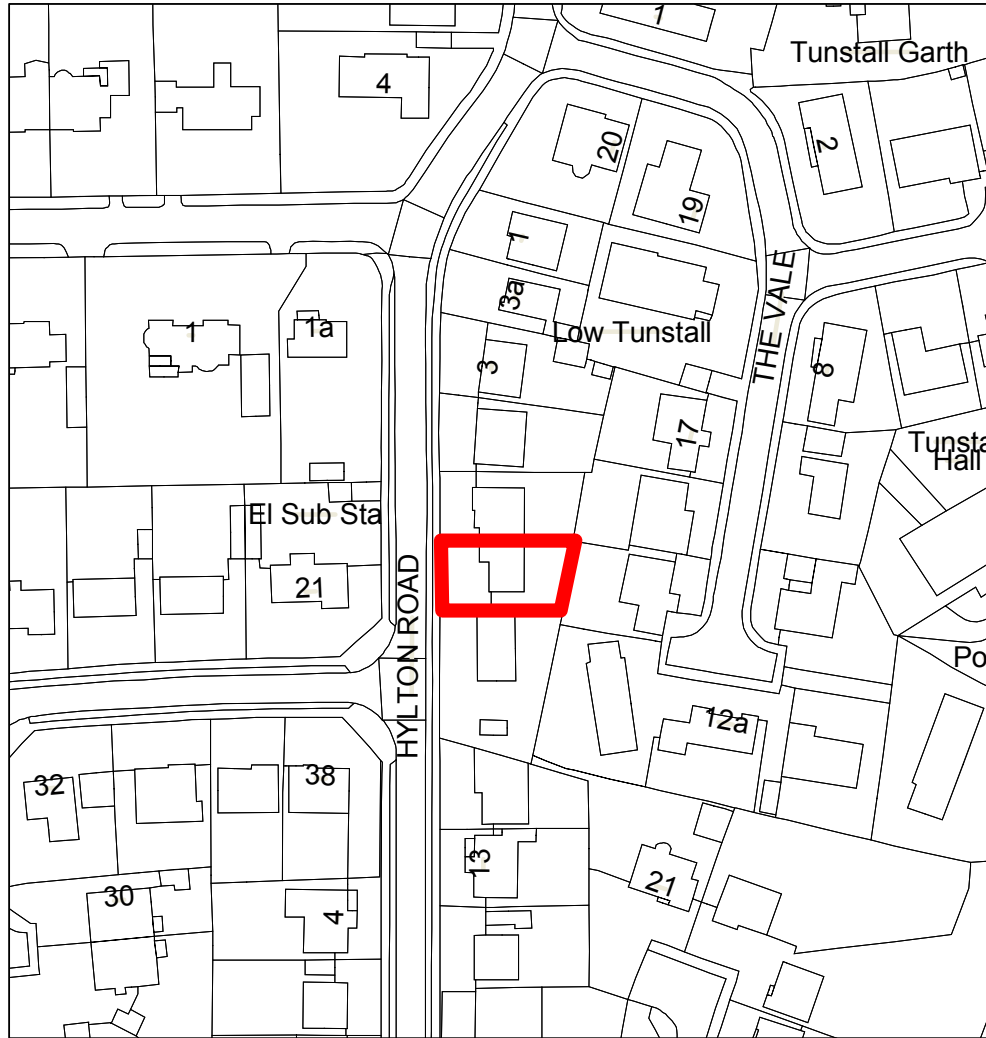 1
Tunstall Garth
4
20
2
19
1
THE VALE
3a
1
1a
Low Tunstall
3
8
17
Tunsta
Hall
El Sub Sta
21
HYLTON ROAD
Po
12a
32
38
13
21
30
4